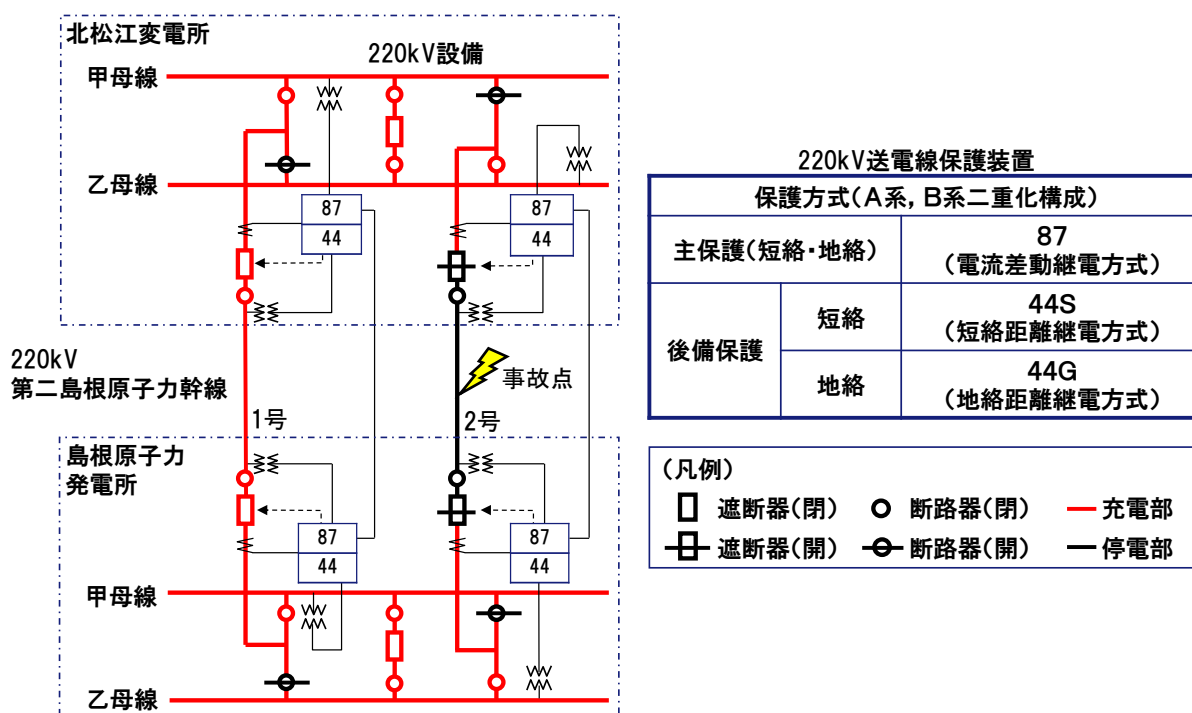 北松江変電所
220kV設備
甲母線
乙母線
87
44
87
44
220kV
第二島根原子力幹線
1号
2号
事故点
島根原子力
発電所
87
44
87
44
甲母線
乙母線
220kV送電線保護装置
保護方式(A系,B系二重化構成)
主保護(短絡・地絡)
87
(電流差動継電方式)
後備保護
短絡
44S
(短絡距離継電方式)
地絡
44G
(地絡距離継電方式)
(凡例)
遮断器(閉) 断路器(閉) 充電部
遮断器(開) 断路器(開) 停電部